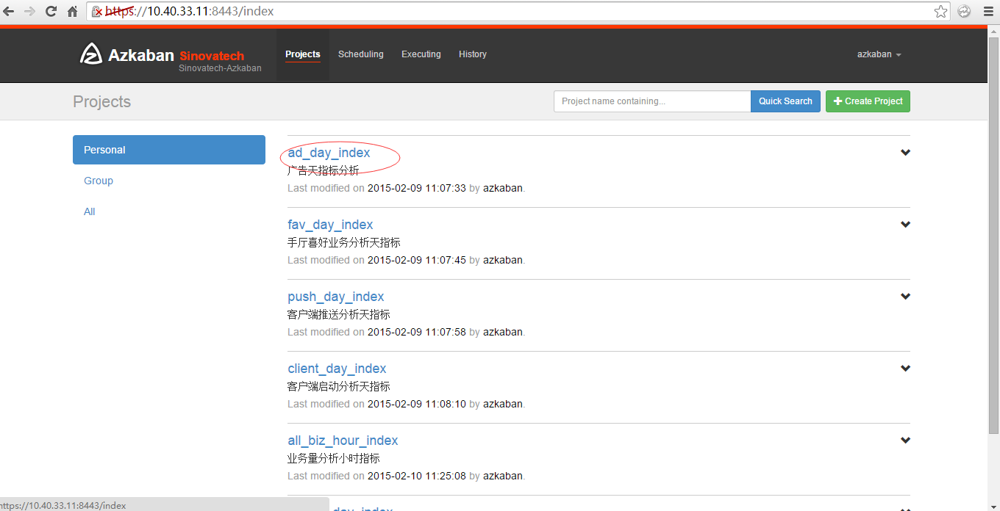 https://10.40.33.11:8443/index
Azkaban Sinovatech
Sinovatech-Azkaban
Projects Scheduling Executing History
azkaban
Projects
Project name containing...
Quick Search
Create Project
Personal
Group
All
ad_day_index
广告天指标分析
Last modified on 2015-02-09 11:07:33 by azkaban.
fav_day_index
手厅喜好业务分析天指标
Last modified on 2015-02-09 11:07:45 by azkaban.
push_day_index
客户端推送分析天指标
Last modified on 2015-02-09 11:07:58 by azkaban.
client_day_index
客户端启动分析天指标
Last modified on 2015-02-09 11:08:10 by azkaban.
all_biz_hour_index
业务量分析小时指标
Last modified on 2015-02-10 11:25:08 by azkaban.
https://10.40.33.11:8443/index